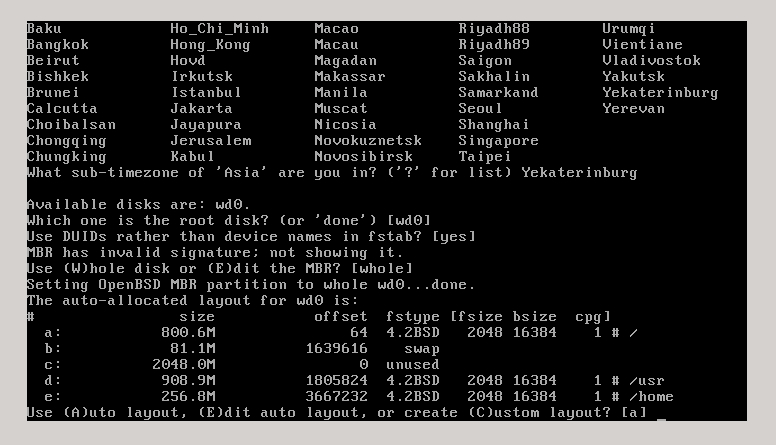 Baku Ho_Chi_Minh Macao Riyadh88 Urumqi
Bangkok Hong_Kong Macau Riyadh89 Vientiane
Beirut Hovd Magadan Saigon Vladivostok
Bishkek Irkutsk Makassar Sakhalin Yakutsk
Brunei Istanbul Manila Samarkand Yekaterinburg
Calcutta Jakarta Muscat Seoul Yerevan
Choibalsan Jayapura Nicosia Shanghai
Chongqing Jerusalem Novokuznetsk Singapore
Chungking Kabul Novosibirsk Taipei
What sub-timezone of 'Asia' are you in? ('?' for list) Yekaterinburg
Available disks are: wd0.
Which one is the root disk? (or 'done') [wd0]
Use DUIDs rather than device names in fstab? [yes]
MBR has invalid signature; not showing it.
Use (W)hole disk or (E)dit the MBR? [whole]
Setting OpenBSD MBR partition to whole wd0...done.
The auto-allocated layout for wd0 is:
# size offset fstype [fsize bsize cpg]
a: 800.6M 64 4.2BSD 2048 16384 1 # /
b: 81.1M 1639616 swap
c: 2048.0M 0 unused
d: 908.9M 1805824 4.2BSD 2048 16384 1 # /usr
e: 256.8M 3667232 4.2BSD 2048 16384 1 # /home
Use (A)uto layout, (E)dit auto layout, or create (C)ustom layout? [a] _